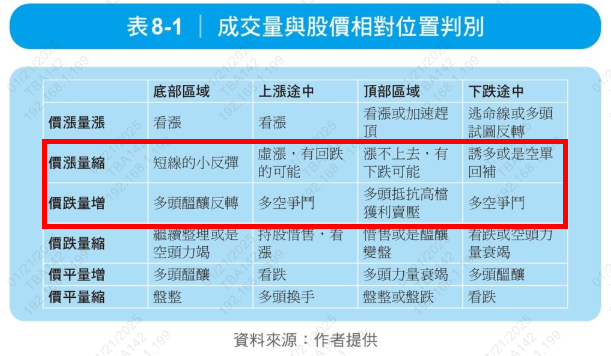 表8-1 │ 成交量與股價相對位置判別
底部區域 上漲途中 頂部區域 下跌途中
價漲量漲 看漲 看漲 看漲或加速趕頂 逃命線或多頭試圖反轉
價漲量縮 短線的小反彈 虛漲，有回跌的可能 漲不上去，有下跌可能 誘多或是空單回補
價跌量增 多頭醞釀反轉 多空爭鬥 多頭抵抗高檔獲利賣壓 多空爭鬥
價跌量縮 繼續整理或是空頭力竭 持股惜售，看漲 惜售或是醞釀變盤 看跌或空頭力量衰竭
價平量增 多頭醞釀 看跌 多頭力量衰竭 多頭醞釀
價平量縮 盤整 多頭換手 盤整或盤跌 看跌
資料來源：作者提供
01/21/2025
TBA142
192.168.1.199